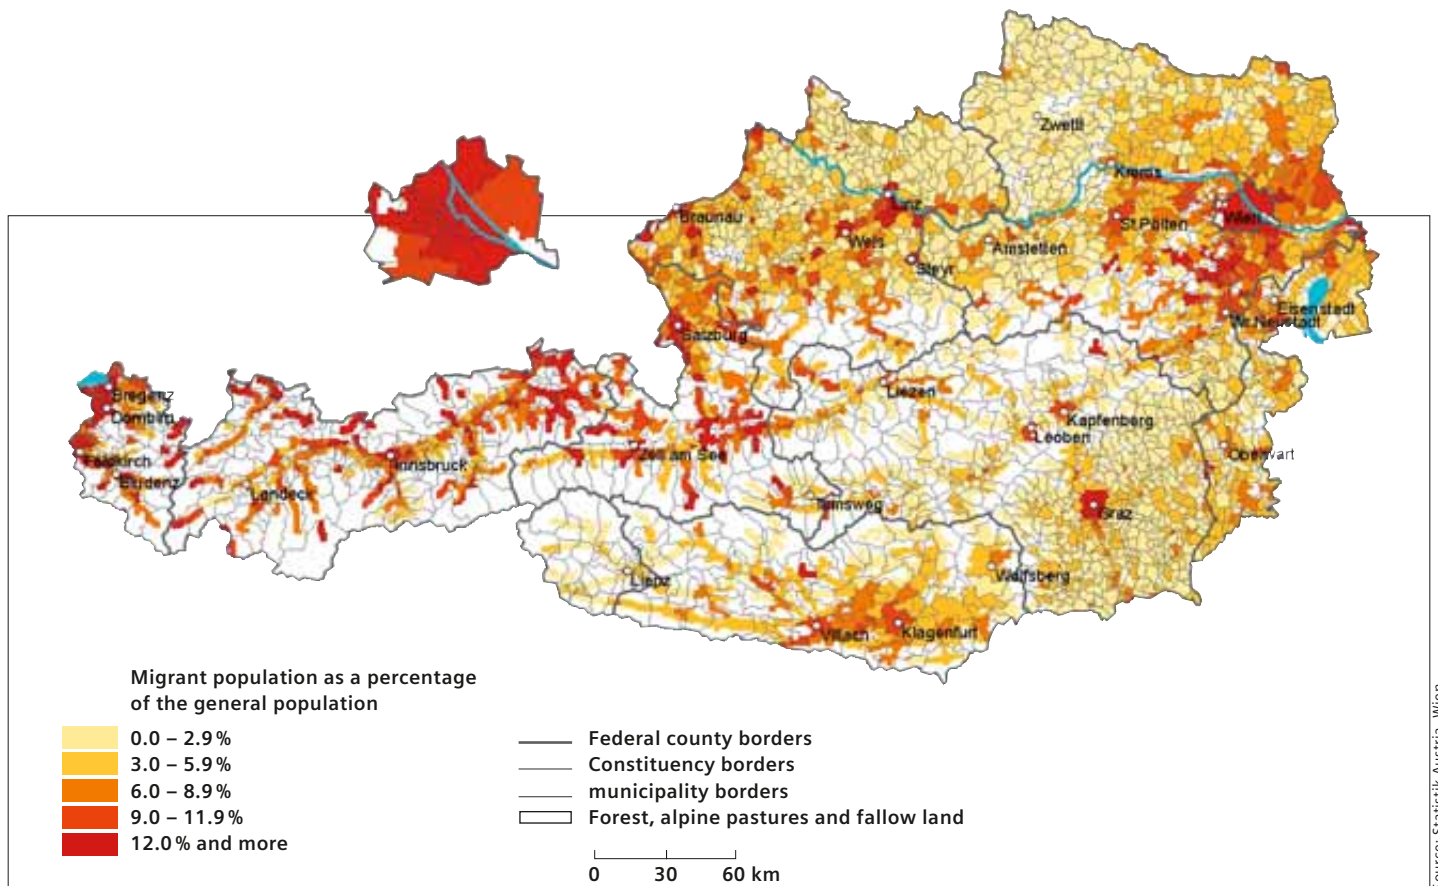 Zwettl
Krems
Linz
Braunau
Wien
St.Pölten
Wels
Amstetten
Steyr
Eisenstadt
Wr.Neustadt
Salzburg
Bregenz
Dornbirn
Liezen
Kapfenberg
Leoben
Feldkirch
Zell am See
Innsbruck
Oberwart
Bludenz
Landeck
Tamsweg
Graz
Lienz
Wolfsberg
Villach
Klagenfurt
Migrant population as a percentage
of the general population
0.0 – 2.9 %
3.0 – 5.9 %
6.0 – 8.9 %
9.0 – 11.9 %
12.0 % and more
Federal county borders
Constituency borders
municipality borders
Forest, alpine pastures and fallow land
0 30 60 km
Source: Statistik Austria, Wien